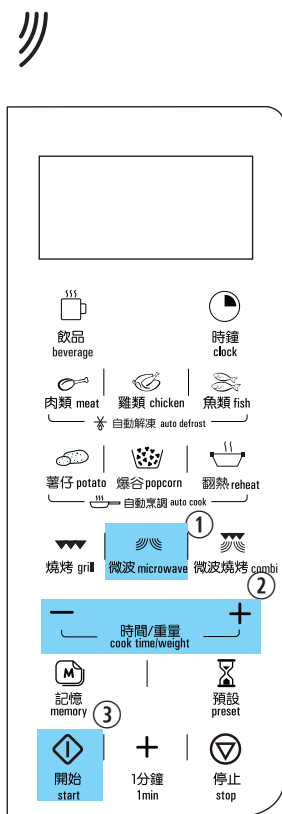 飲品
beverage
時鐘
clock
肉類 meat
雞類 chicken
魚類 fish
自動解凍 auto defrost
薯仔 potato
爆谷 popcorn
翻熱 reheat
自動烹調 auto cook
①
燒烤 grill
微波 microwave
微波燒烤 combi
②
− +
時間/重量
cook time/weight
M
記憶
memory
預設
preset
③
開始
start
+
1分鐘
1min
停止
stop